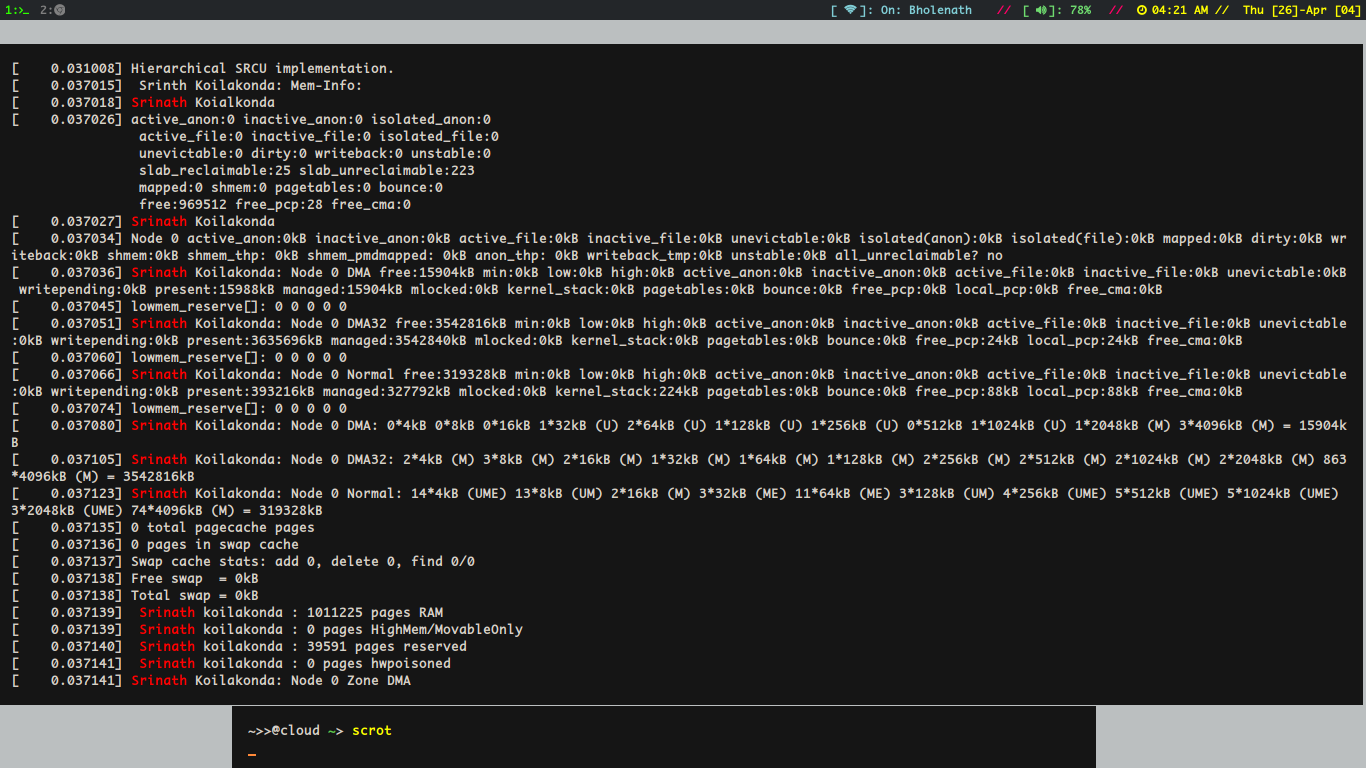 1:>_ 2: [ ]: On: Bholenath // [ ]: 78% // 04:21 AM // Thu [26]-Apr [04]
[    0.031008] Hierarchical SRCU implementation.
[    0.037015]  Srinth Koilakonda: Mem-Info:
[    0.037018] Srinath Koialkonda
[    0.037026] active_anon:0 inactive_anon:0 isolated_anon:0
active_file:0 inactive_file:0 isolated_file:0
unevictable:0 dirty:0 writeback:0 unstable:0
slab_reclaimable:25 slab_unreclaimable:223
mapped:0 shmem:0 pagetables:0 bounce:0
free:969512 free_pcp:28 free_cma:0
[    0.037027] Srinath Koilakonda
[    0.037034] Node 0 active_anon:0kB inactive_anon:0kB active_file:0kB inactive_file:0kB unevictable:0kB isolated(anon):0kB isolated(file):0kB mapped:0kB dirty:0kB wr
iteback:0kB shmem:0kB shmem_thp: 0kB shmem_pmdmapped: 0kB anon_thp: 0kB writeback_tmp:0kB unstable:0kB all_unreclaimable? no
[    0.037036] Srinath Koilakonda: Node 0 DMA free:15904kB min:0kB low:0kB high:0kB active_anon:0kB inactive_anon:0kB active_file:0kB inactive_file:0kB unevictable:0kB
writepending:0kB present:15988kB managed:15904kB mlocked:0kB kernel_stack:0kB pagetables:0kB bounce:0kB free_pcp:0kB local_pcp:0kB free_cma:0kB
[    0.037045] lowmem_reserve[]: 0 0 0 0 0
[    0.037051] Srinath Koilakonda: Node 0 DMA32 free:3542816kB min:0kB low:0kB high:0kB active_anon:0kB inactive_anon:0kB active_file:0kB inactive_file:0kB unevictable
:0kB writepending:0kB present:3635696kB managed:3542840kB mlocked:0kB kernel_stack:0kB pagetables:0kB bounce:0kB free_pcp:24kB local_pcp:24kB free_cma:0kB
[    0.037060] lowmem_reserve[]: 0 0 0 0 0
[    0.037066] Srinath Koilakonda: Node 0 Normal free:319328kB min:0kB low:0kB high:0kB active_anon:0kB inactive_anon:0kB active_file:0kB inactive_file:0kB unevictable
:0kB writepending:0kB present:393216kB managed:327792kB mlocked:0kB kernel_stack:224kB pagetables:0kB bounce:0kB free_pcp:88kB local_pcp:88kB free_cma:0kB
[    0.037074] lowmem_reserve[]: 0 0 0 0 0
[    0.037080] Srinath Koilakonda: Node 0 DMA: 0*4kB 0*8kB 0*16kB 1*32kB (U) 2*64kB (U) 1*128kB (U) 1*256kB (U) 0*512kB 1*1024kB (U) 1*2048kB (M) 3*4096kB (M) = 15904k
B
[    0.037105] Srinath Koilakonda: Node 0 DMA32: 2*4kB (M) 3*8kB (M) 2*16kB (M) 1*32kB (M) 1*64kB (M) 1*128kB (M) 2*256kB (M) 2*512kB (M) 2*1024kB (M) 2*2048kB (M) 863
*4096kB (M) = 3542816kB
[    0.037123] Srinath Koilakonda: Node 0 Normal: 14*4kB (UME) 13*8kB (UM) 2*16kB (M) 3*32kB (ME) 11*64kB (ME) 3*128kB (UM) 4*256kB (UME) 5*512kB (UME) 5*1024kB (UME)
3*2048kB (UME) 74*4096kB (M) = 319328kB
[    0.037135] 0 total pagecache pages
[    0.037136] 0 pages in swap cache
[    0.037137] Swap cache stats: add 0, delete 0, find 0/0
[    0.037138] Free swap  = 0kB
[    0.037138] Total swap = 0kB
[    0.037139]  Srinath koilakonda : 1011225 pages RAM
[    0.037139]  Srinath koilakonda : 0 pages HighMem/MovableOnly
[    0.037140]  Srinath koilakonda : 39591 pages reserved
[    0.037141]  Srinath koilakonda : 0 pages hwpoisoned
[    0.037141] Srinath Koilakonda: Node 0 Zone DMA
~>>@cloud ~> scrot